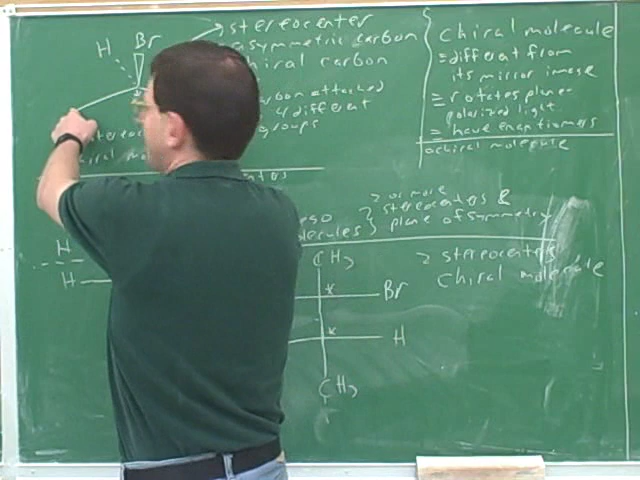 H Br
stereocenter
asymmetric carbon
chiral carbon
carbon attached
4 different
groups
chiral molecule
= different from
its mirror image
= rotates plane-
polarized light
= have enantiomers
achiral molecule
2 or more
stereocenters &
plane of symmetry
2 stereocenters
chiral molecule
H
H
CH3
* Br
* H
CH3